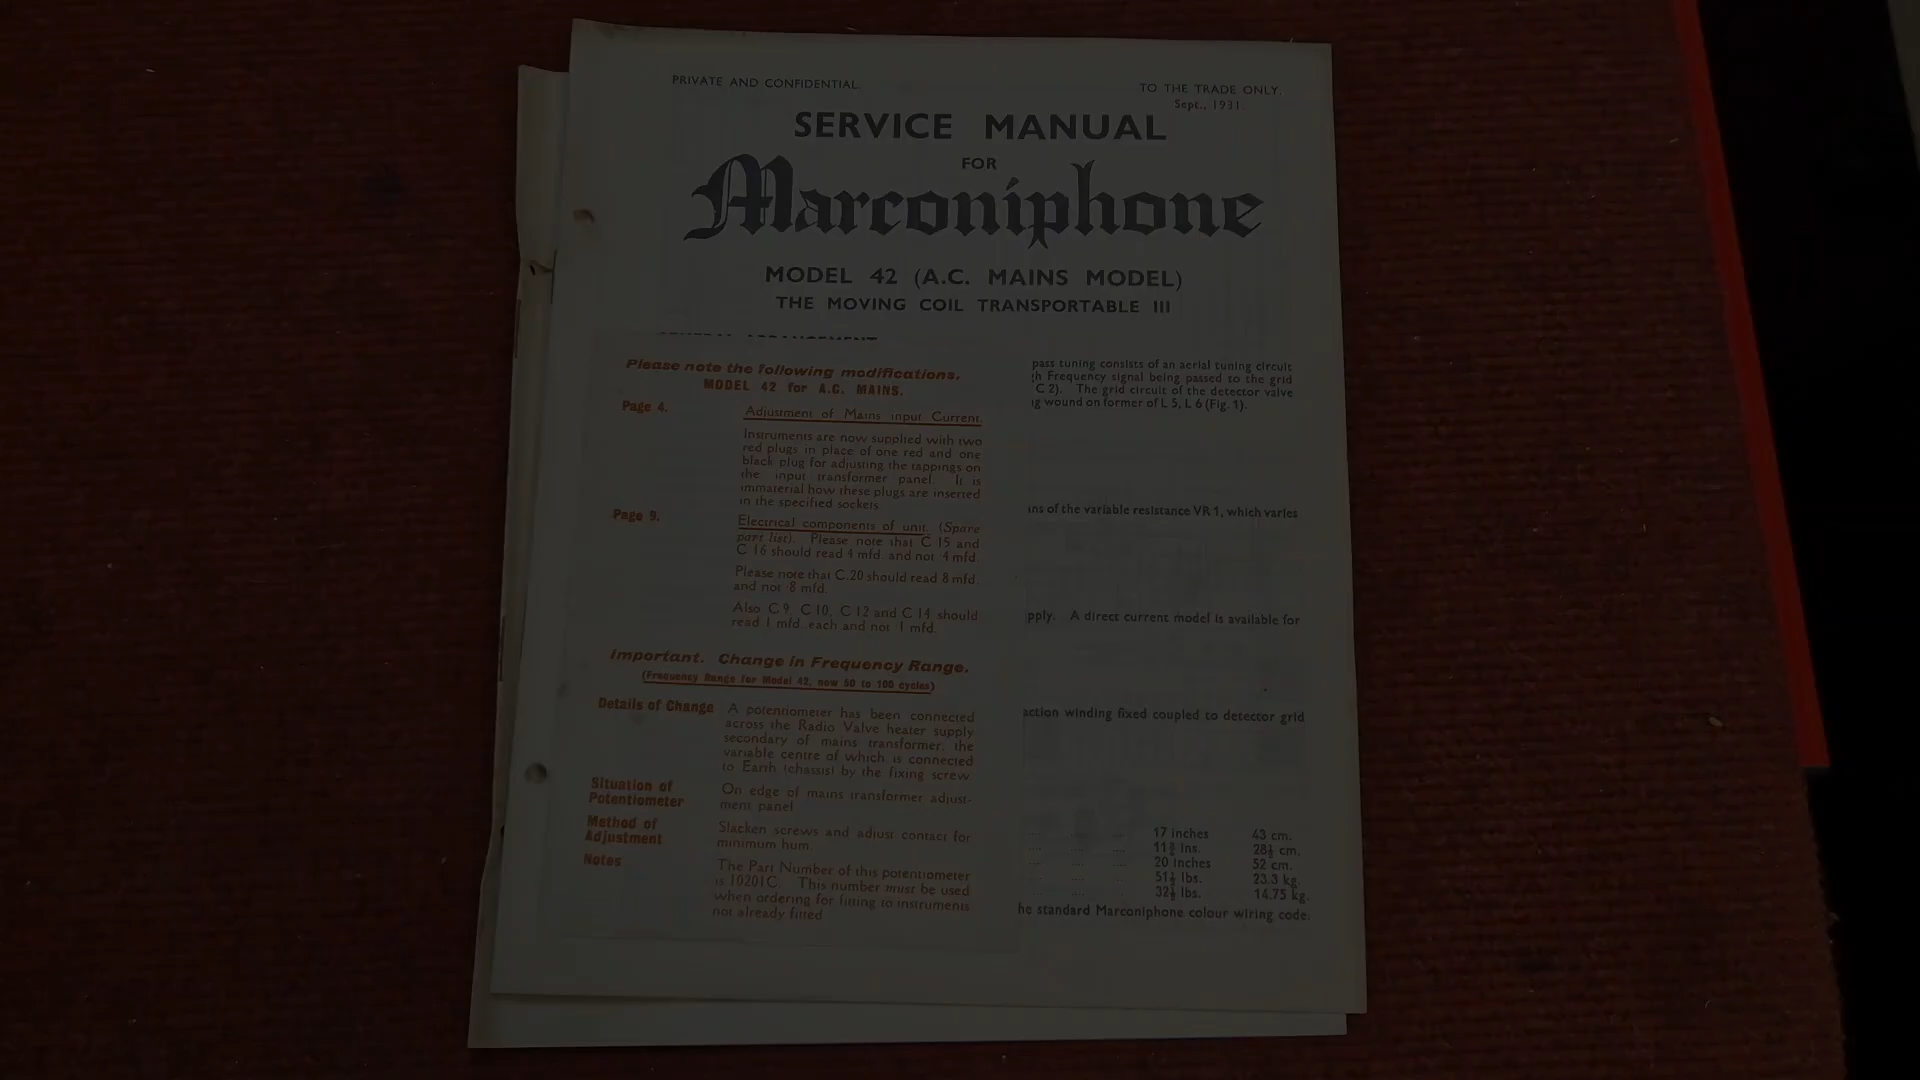 PRIVATE AND CONFIDENTIAL.
TO THE TRADE ONLY.
Sept., 1931.
SERVICE MANUAL
FOR
Marconiphone
MODEL 42 (A.C. MAINS MODEL)
THE MOVING COIL TRANSPORTABLE III
Please note the following modifications.
MODEL 42 for A.C. MAINS.
Page 4.
Adjustment of Mains input Current.
Instruments are now supplied with two
red plugs in place of one red and one
black plug for adjusting the tappings on
the input transformer panel. It is
immaterial how these plugs are inserted
in the specified sockets
Page 9.
Electrical components of unit. (Spare
part list). Please note that C 15 and
C 16 should read 4 mfd. and not ·4 mfd.
Please note that C.20 should read 8 mfd.
and not ·8 mfd.
Also C 9, C 10, C 12 and C 14 should
read 1 mfd. each and not ·1 mfd.
Important. Change in Frequency Range.
(Frequency Range for Model 42, now 50 to 100 cycles)
Details of Change
A potentiometer has been connected
across the Radio Valve heater supply
secondary of mains transformer, the
variable centre of which is connected
to Earth (chassis) by the fixing screw.
Situation of
Potentiometer
On edge of mains transformer adjust-
ment panel
Method of
Adjustment
Slacken screws and adjust contact for
minimum hum.
Notes
The Part Number of this potentiometer
is 10201C. This number must be used
when ordering for fitting to instruments
not already fitted
pass tuning consists of an aerial tuning circuit
h Frequency signal being passed to the grid
C 2). The grid circuit of the detector valve
ig wound on former of L 5, L 6 (Fig. 1).
ins of the variable resistance VR 1, which varies
pply. A direct current model is available for
action winding fixed coupled to detector grid
17 inches 43 cm.
11⅜ ins. 28½ cm.
20 inches 52 cm.
51½ lbs. 23.3 kg.
32½ lbs. 14.75 kg.
he standard Marconiphone colour wiring code.